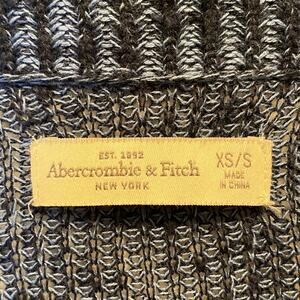 EST. 1892
Abercrombie & Fitch
NEW YORK
XS/S
MADE
IN CHINA